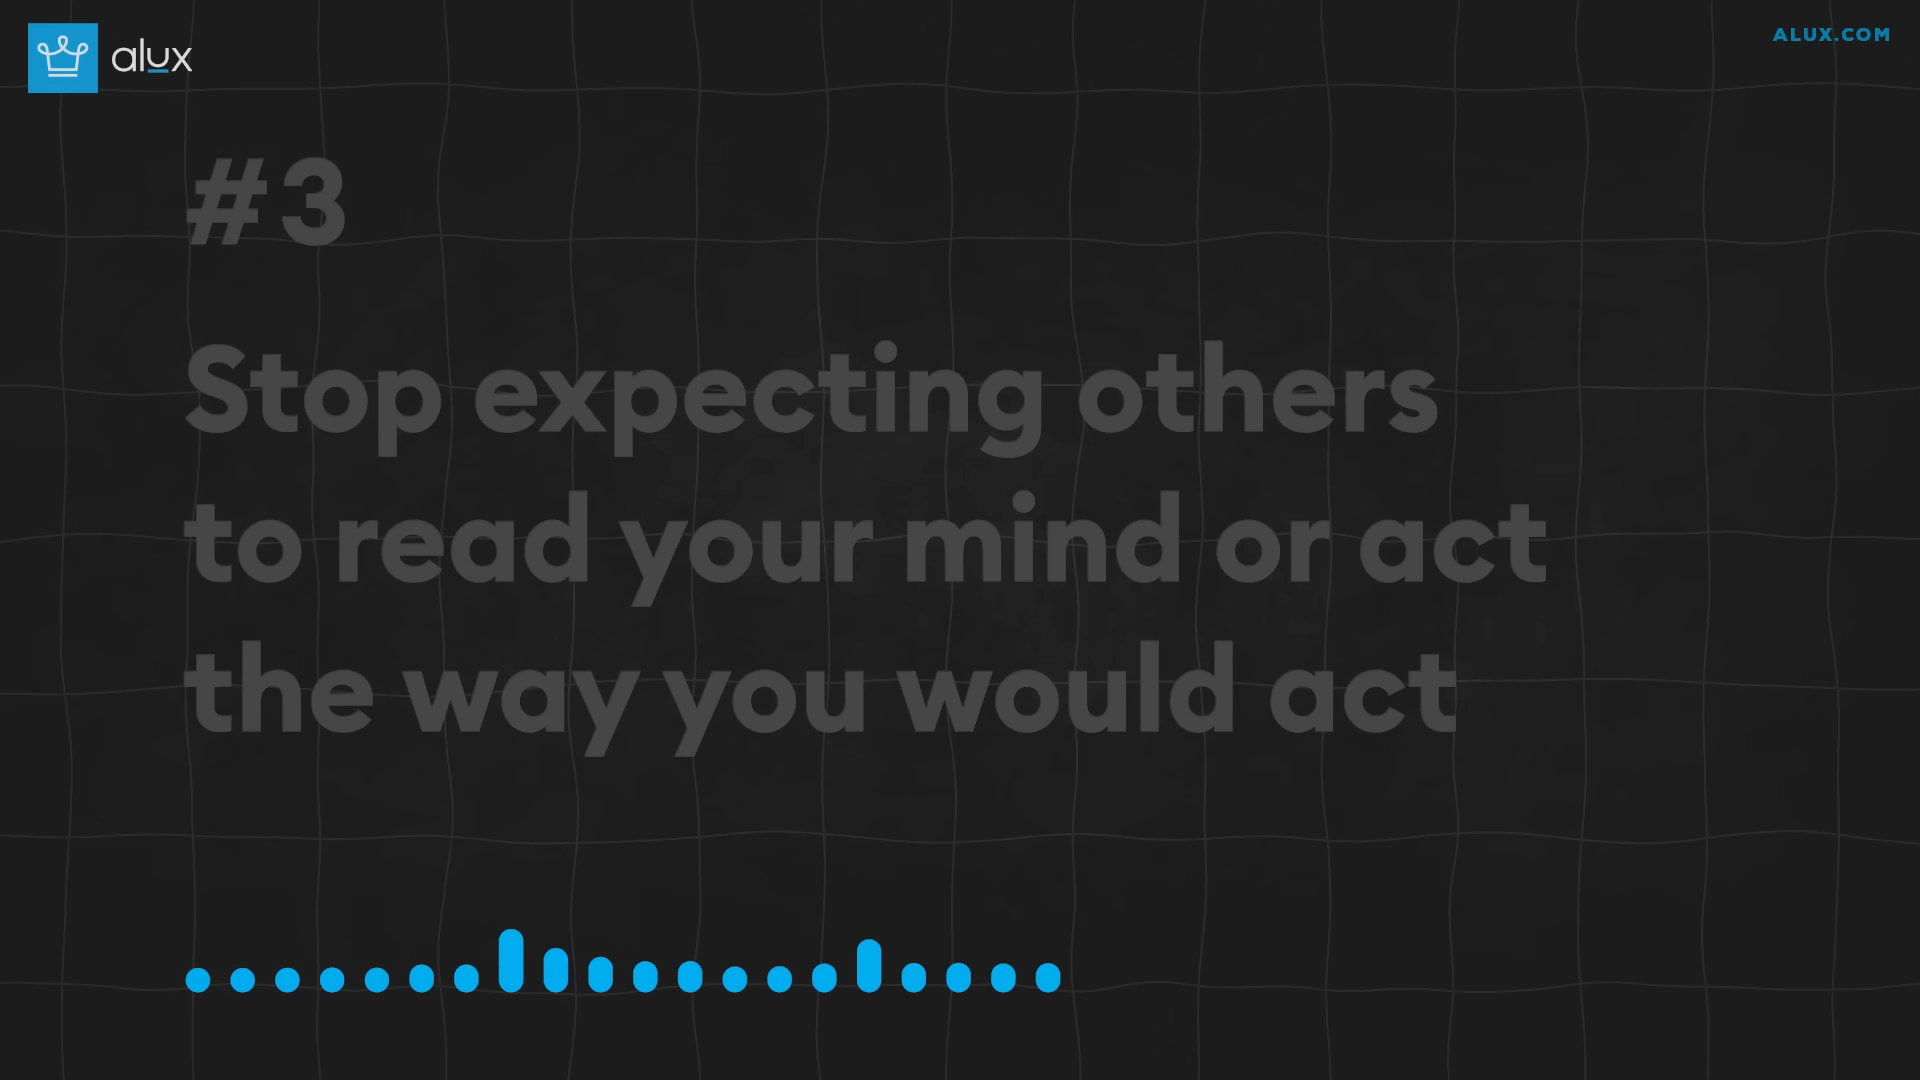 alux
ALUX.COM
#3
Stop expecting others
to read your mind or act
the way you would act